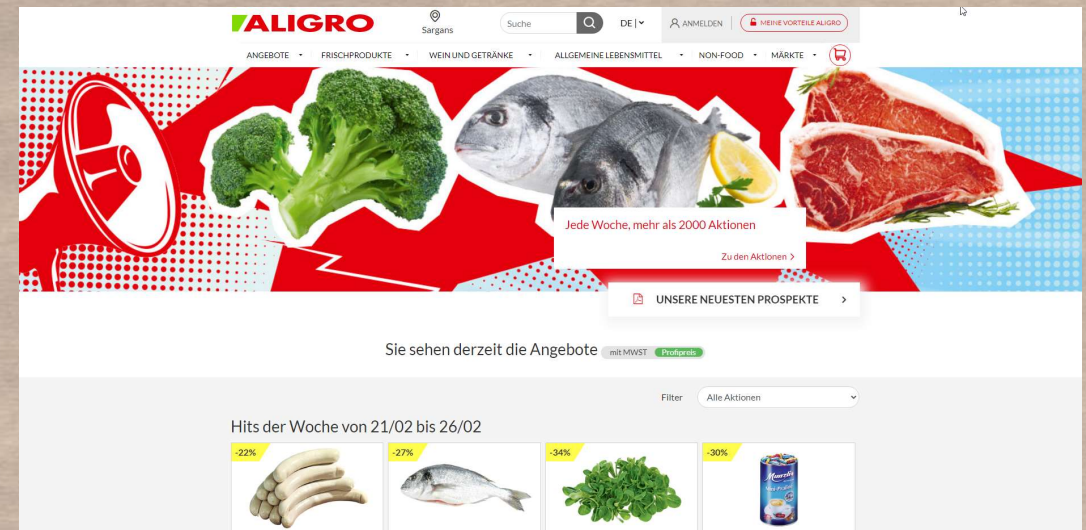 ALIGRO
Sargans
Suche
DE
ANMELDEN
MEINE VORTEILE ALIGRO
ANGEBOTE
FRISCHPRODUKTE
WEIN UND GETRÄNKE
ALLGEMEINE LEBENSMITTEL
NON-FOOD
MÄRKTE
Jede Woche, mehr als 2000 Aktionen
Zu den Aktionen >
UNSERE NEUESTEN PROSPEKTE >
Sie sehen derzeit die Angebote mit MWST Profipreis
Filter Alle Aktionen
Hits der Woche von 21/02 bis 26/02
-22% -27% -34% -30%